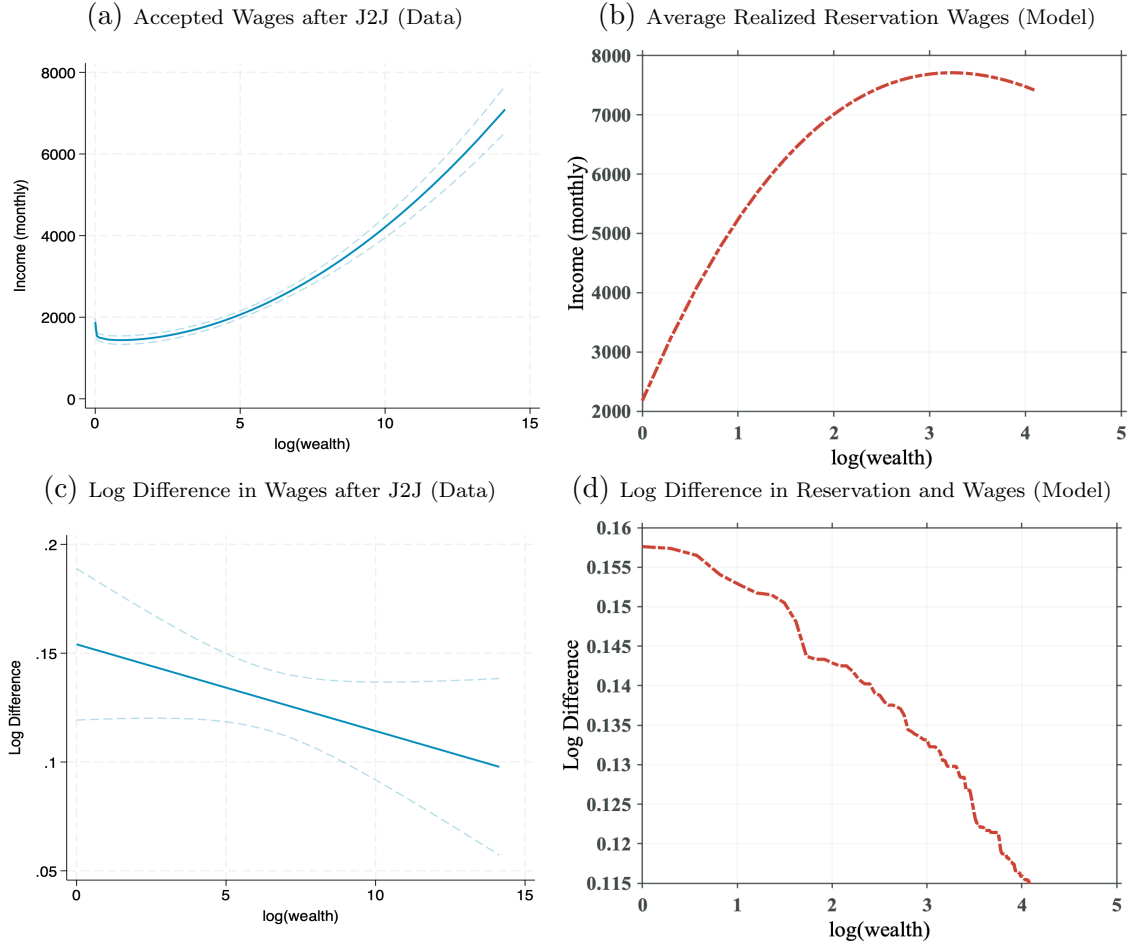 (a) Accepted Wages after J2J (Data)
8000
6000
4000
2000
0
Income (monthly)
0 5 10 15
log(wealth)
(b) Average Realized Reservation Wages (Model)
8000
7000
6000
5000
4000
3000
2000
Income (monthly)
0 1 2 3 4 5
log(wealth)
(c) Log Difference in Wages after J2J (Data)
.2
.15
.1
.05
Log Difference
0 5 10 15
log(wealth)
(d) Log Difference in Reservation and Wages (Model)
0.16
0.155
0.15
0.145
0.14
0.135
0.13
0.125
0.12
0.115
Log Difference
0 1 2 3 4 5
log(wealth)